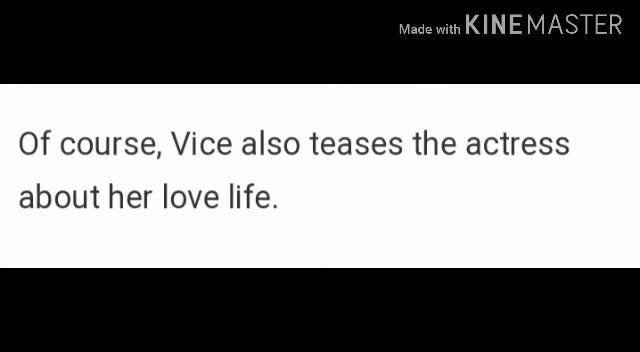 Made with KINEMASTER
Of course, Vice also teases the actress
about her love life.